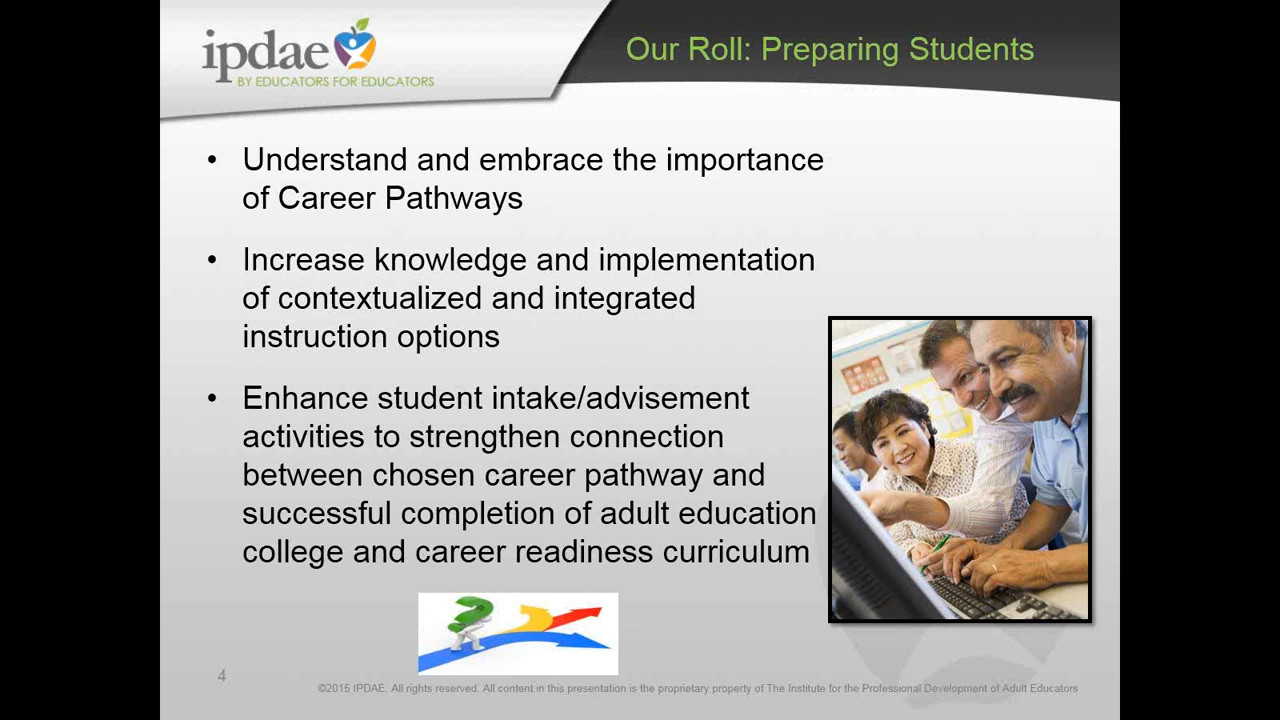 ipdae
BY EDUCATORS FOR EDUCATORS
Our Roll: Preparing Students
• Understand and embrace the importance
of Career Pathways
• Increase knowledge and implementation
of contextualized and integrated
instruction options
• Enhance student intake/advisement
activities to strengthen connection
between chosen career pathway and
successful completion of adult education
college and career readiness curriculum
4
©2015 IPDAE. All rights reserved. All content in this presentation is the proprietary property of The Institute for the Professional Development of Adult Educators